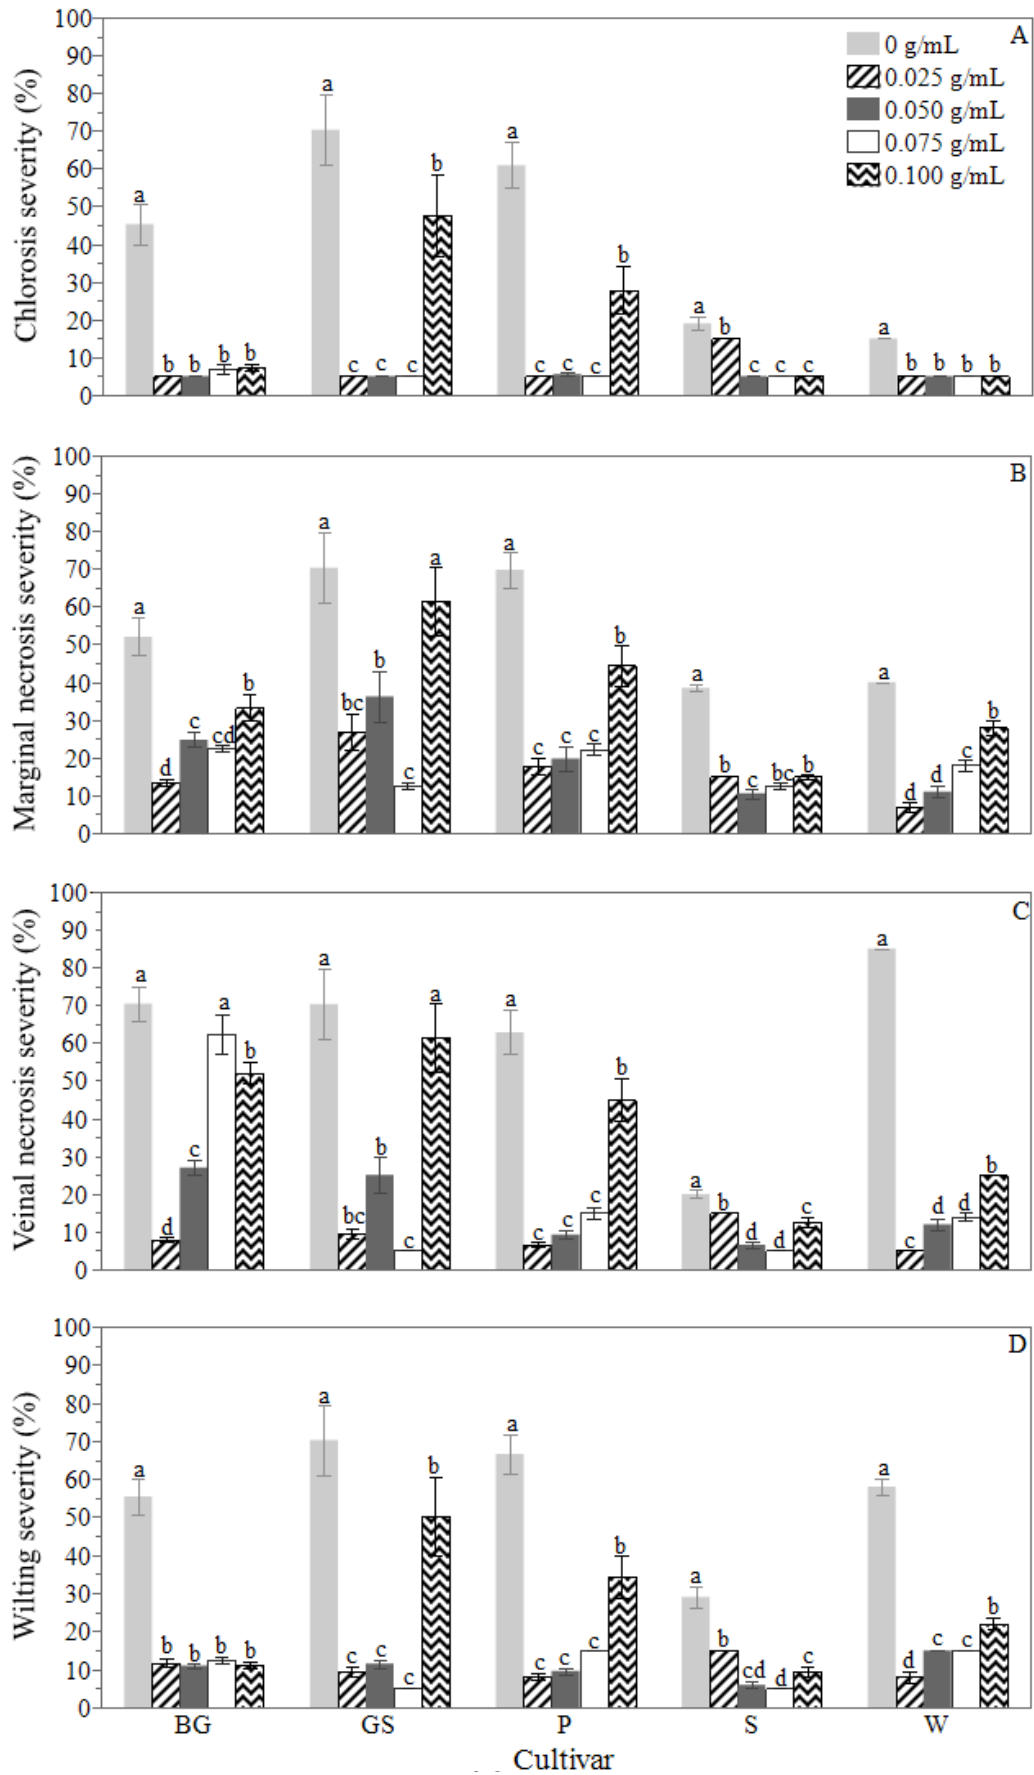 A
0 g/mL
0.025 g/mL
0.050 g/mL
0.075 g/mL
0.100 g/mL
Chlorosis severity (%)
100
90
80
70
60
50
40
30
20
10
0
a b b b b
a c c c b
a c c c b
a b c c c
a b b b b
B
Marginal necrosis severity (%)
100
90
80
70
60
50
40
30
20
10
0
a d c cd b
a bc b c a
a c c c b
a b c bc b
a d d c b
C
Veinal necrosis severity (%)
100
90
80
70
60
50
40
30
20
10
0
a d c a b
a bc b c a
a c c c b
a b d d c
a c d d b
D
Wilting severity (%)
100
90
80
70
60
50
40
30
20
10
0
a b b b b
a c c c b
a c c c b
a b cd d c
a d c c b
BG GS P S W
Cultivar